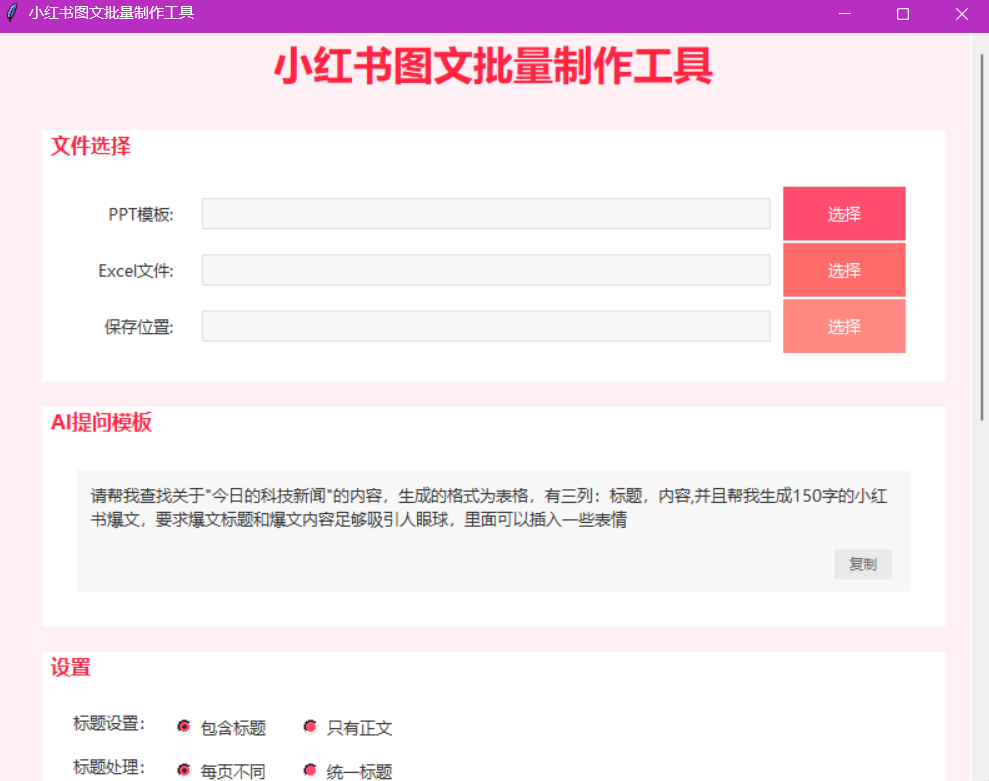 小红书图文批量制作工具
小红书图文批量制作工具
文件选择
PPT模板:
选择
Excel文件:
选择
保存位置:
选择
AI提问模板
请帮我查找关于"今日的科技新闻"的内容，生成的格式为表格，有三列：标题，内容,并且帮我生成150字的小红
书爆文，要求爆文标题和爆文内容足够吸引人眼球，里面可以插入一些表情
复制
设置
标题设置： 包含标题 只有正文
标题处理： 每页不同 统一标题